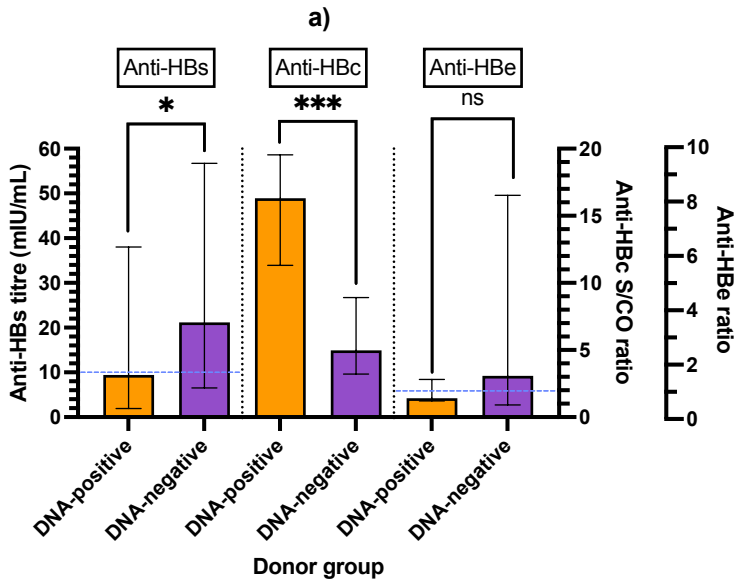 a)
Anti-HBs
Anti-HBc
Anti-HBe
*
***
ns
Anti-HBs titre (mIU/mL)
60
50
40
30
20
10
0
20
15
10
5
0
Anti-HBc S/CO ratio
10
8
6
4
2
0
Anti-HBe ratio
DNA-positive
DNA-negative
DNA-positive
DNA-negative
DNA-positive
DNA-negative
Donor group